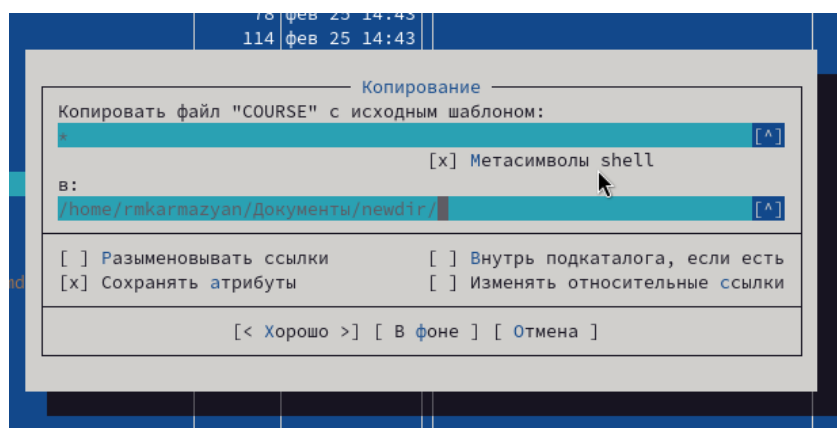 78 фев 25 14:43
114 фев 25 14:43
Копирование
Копировать файл "COURSE" с исходным шаблоном:
* [^]
[x] Метасимволы shell
в:
/home/rmkarmazyan/Документы/newdir/ [^]
[ ] Разыменовывать ссылки [ ] Внутрь подкаталога, если есть
md [x] Сохранять атрибуты [ ] Изменять относительные ссылки
[< Хорошо >] [ В фоне ] [ Отмена ]